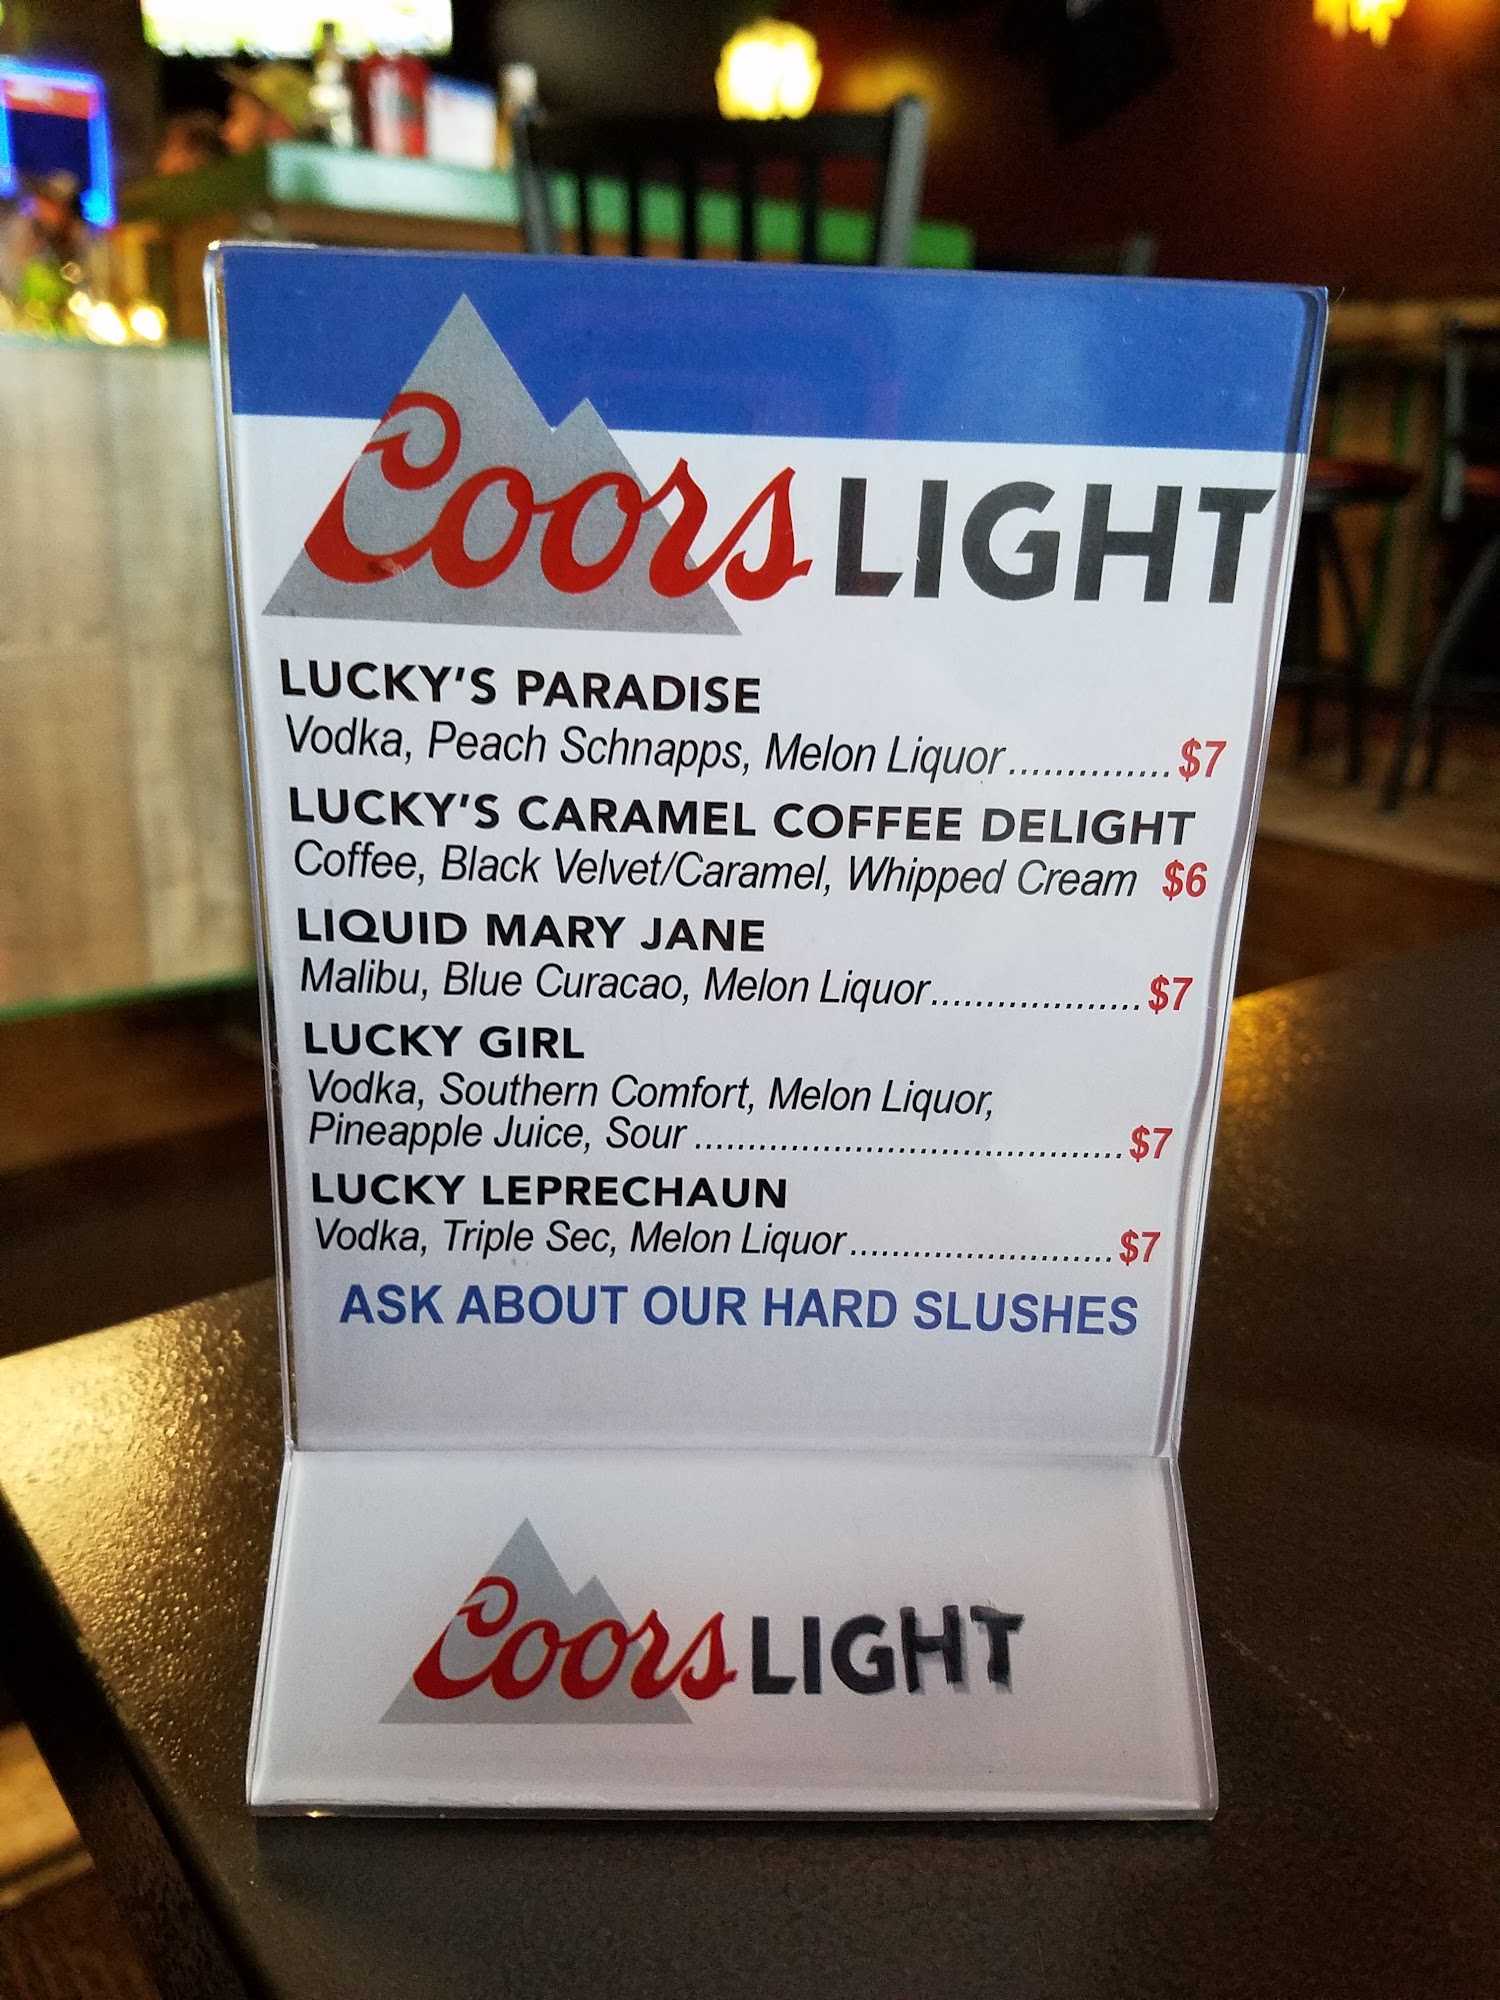 Coors LIGHT
LUCKY'S PARADISE
Vodka, Peach Schnapps, Melon Liquor..............$7
LUCKY'S CARAMEL COFFEE DELIGHT
Coffee, Black Velvet/Caramel, Whipped Cream $6
LIQUID MARY JANE
Malibu, Blue Curacao, Melon Liquor...................$7
LUCKY GIRL
Vodka, Southern Comfort, Melon Liquor,
Pineapple Juice, Sour........................................$7
LUCKY LEPRECHAUN
Vodka, Triple Sec, Melon Liquor.........................$7
ASK ABOUT OUR HARD SLUSHES
Coors LIGHT